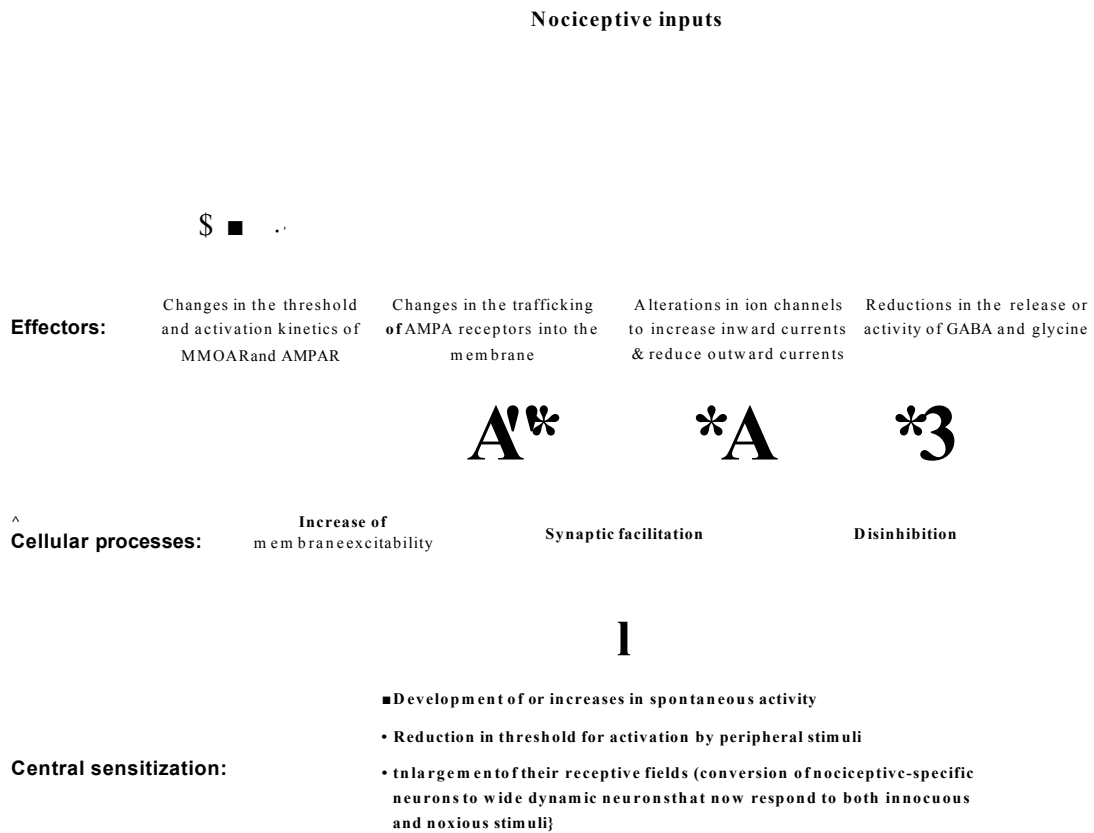 Nociceptive inputs
$ ■ .'
Changes in the threshold
and activation kinetics of
MMOARand AMPAR
Changes in the trafficking
of AMPA receptors into the
membrane
Alterations in ion channels
to increase inward currents
& reduce outward currents
Reductions in the release or
activity of GABA and glycine
Effectors:
A''*
*A
*3
^
Cellular processes:
Increase of
membraneexcitability
Synaptic facilitation
Disinhibition
l
■Development of or increases in spontaneous activity
• Reduction in threshold for activation by peripheral stimuli
Central sensitization:
• tnlargementof their receptive fields (conversion of nociceptivc-specific
neurons to wide dynamic neuronsthat now respond to both innocuous
and noxious stimuli}